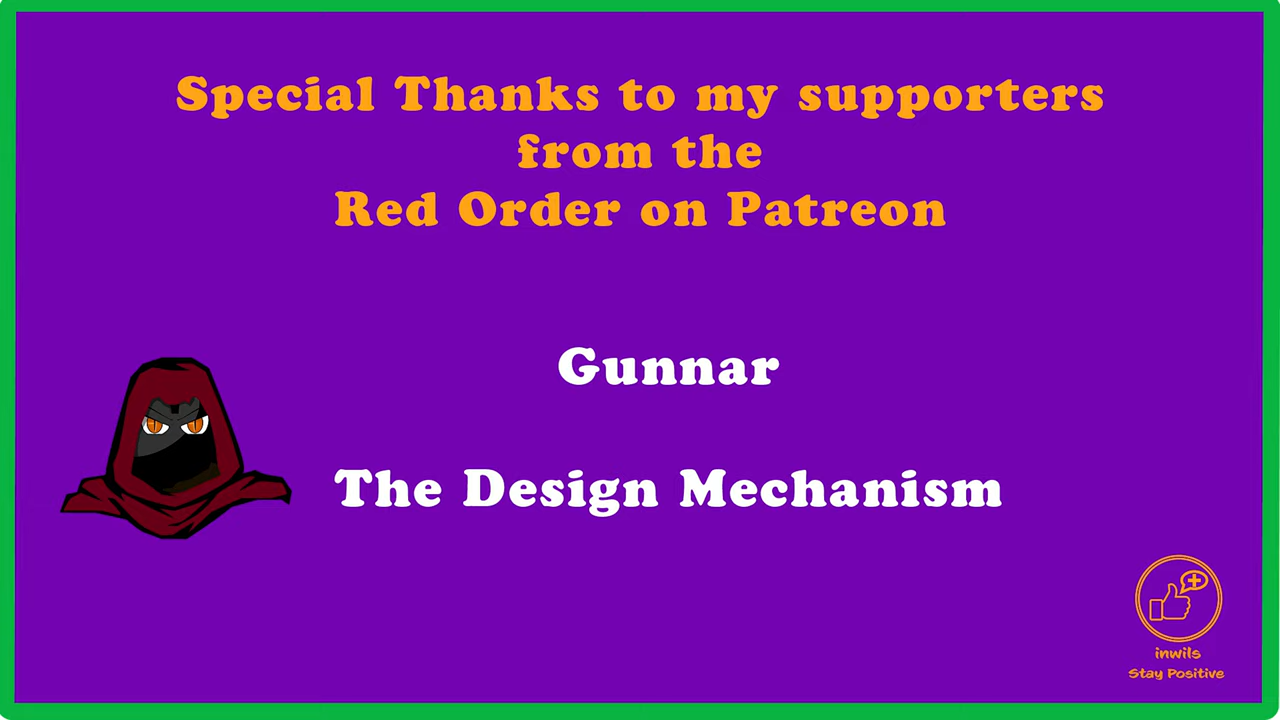 Special Thanks to my supporters
from the
Red Order on Patreon
Gunnar
The Design Mechanism
inwils
Stay Positive